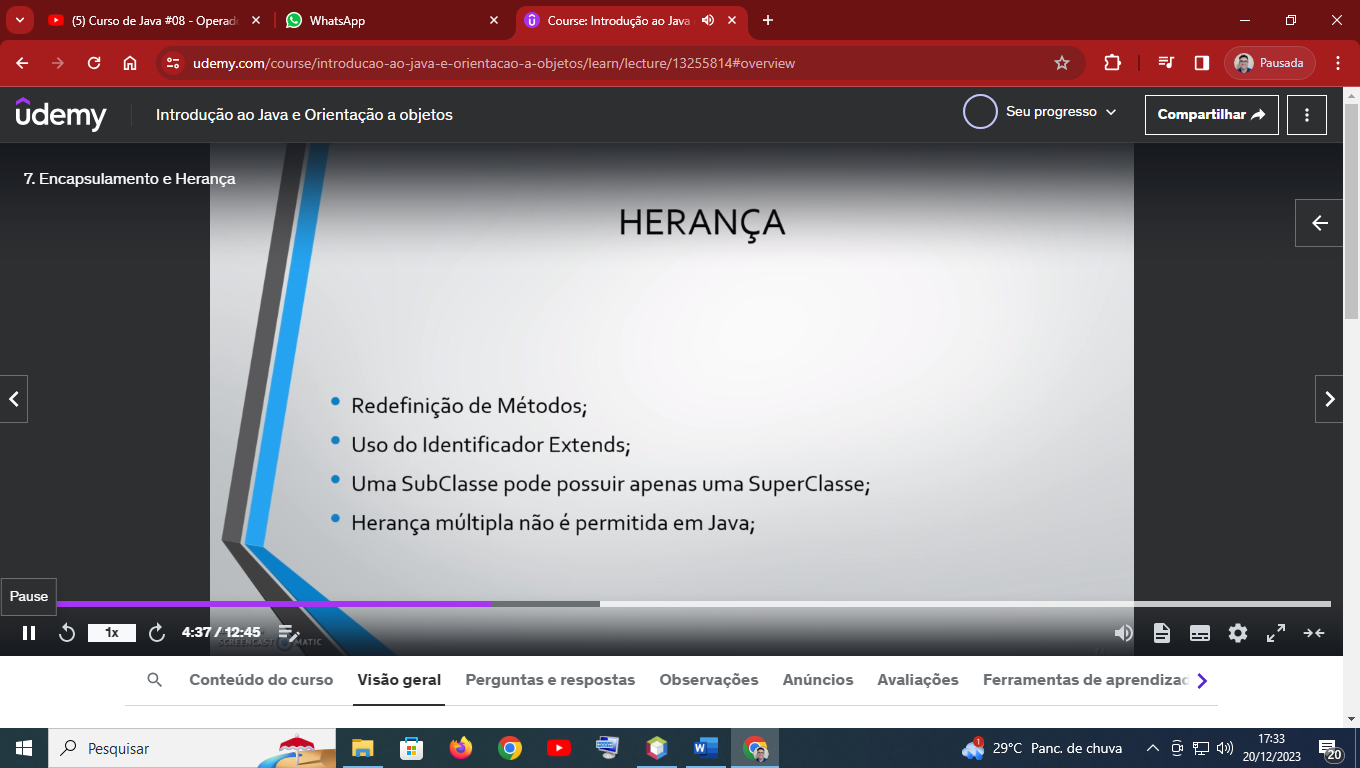 (5) Curso de Java #08 - Operado
WhatsApp
Course: Introdução ao Java
udemy.com/course/introducao-ao-java-e-orientacao-a-objetos/learn/lecture/13255814#overview
Pausada
udemy
Introdução ao Java e Orientação a objetos
Seu progresso
Compartilhar
7. Encapsulamento e Herança
HERANÇA
• Redefinição de Métodos;
• Uso do Identificador Extends;
• Uma SubClasse pode possuir apenas uma SuperClasse;
• Herança múltipla não é permitida em Java;
Pause
1x
4:37 / 12:45
Conteúdo do curso
Visão geral
Perguntas e respostas
Observações
Anúncios
Avaliações
Ferramentas de aprendizad
Pesquisar
1
29°C Panc. de chuva
17:33
20/12/2023
20